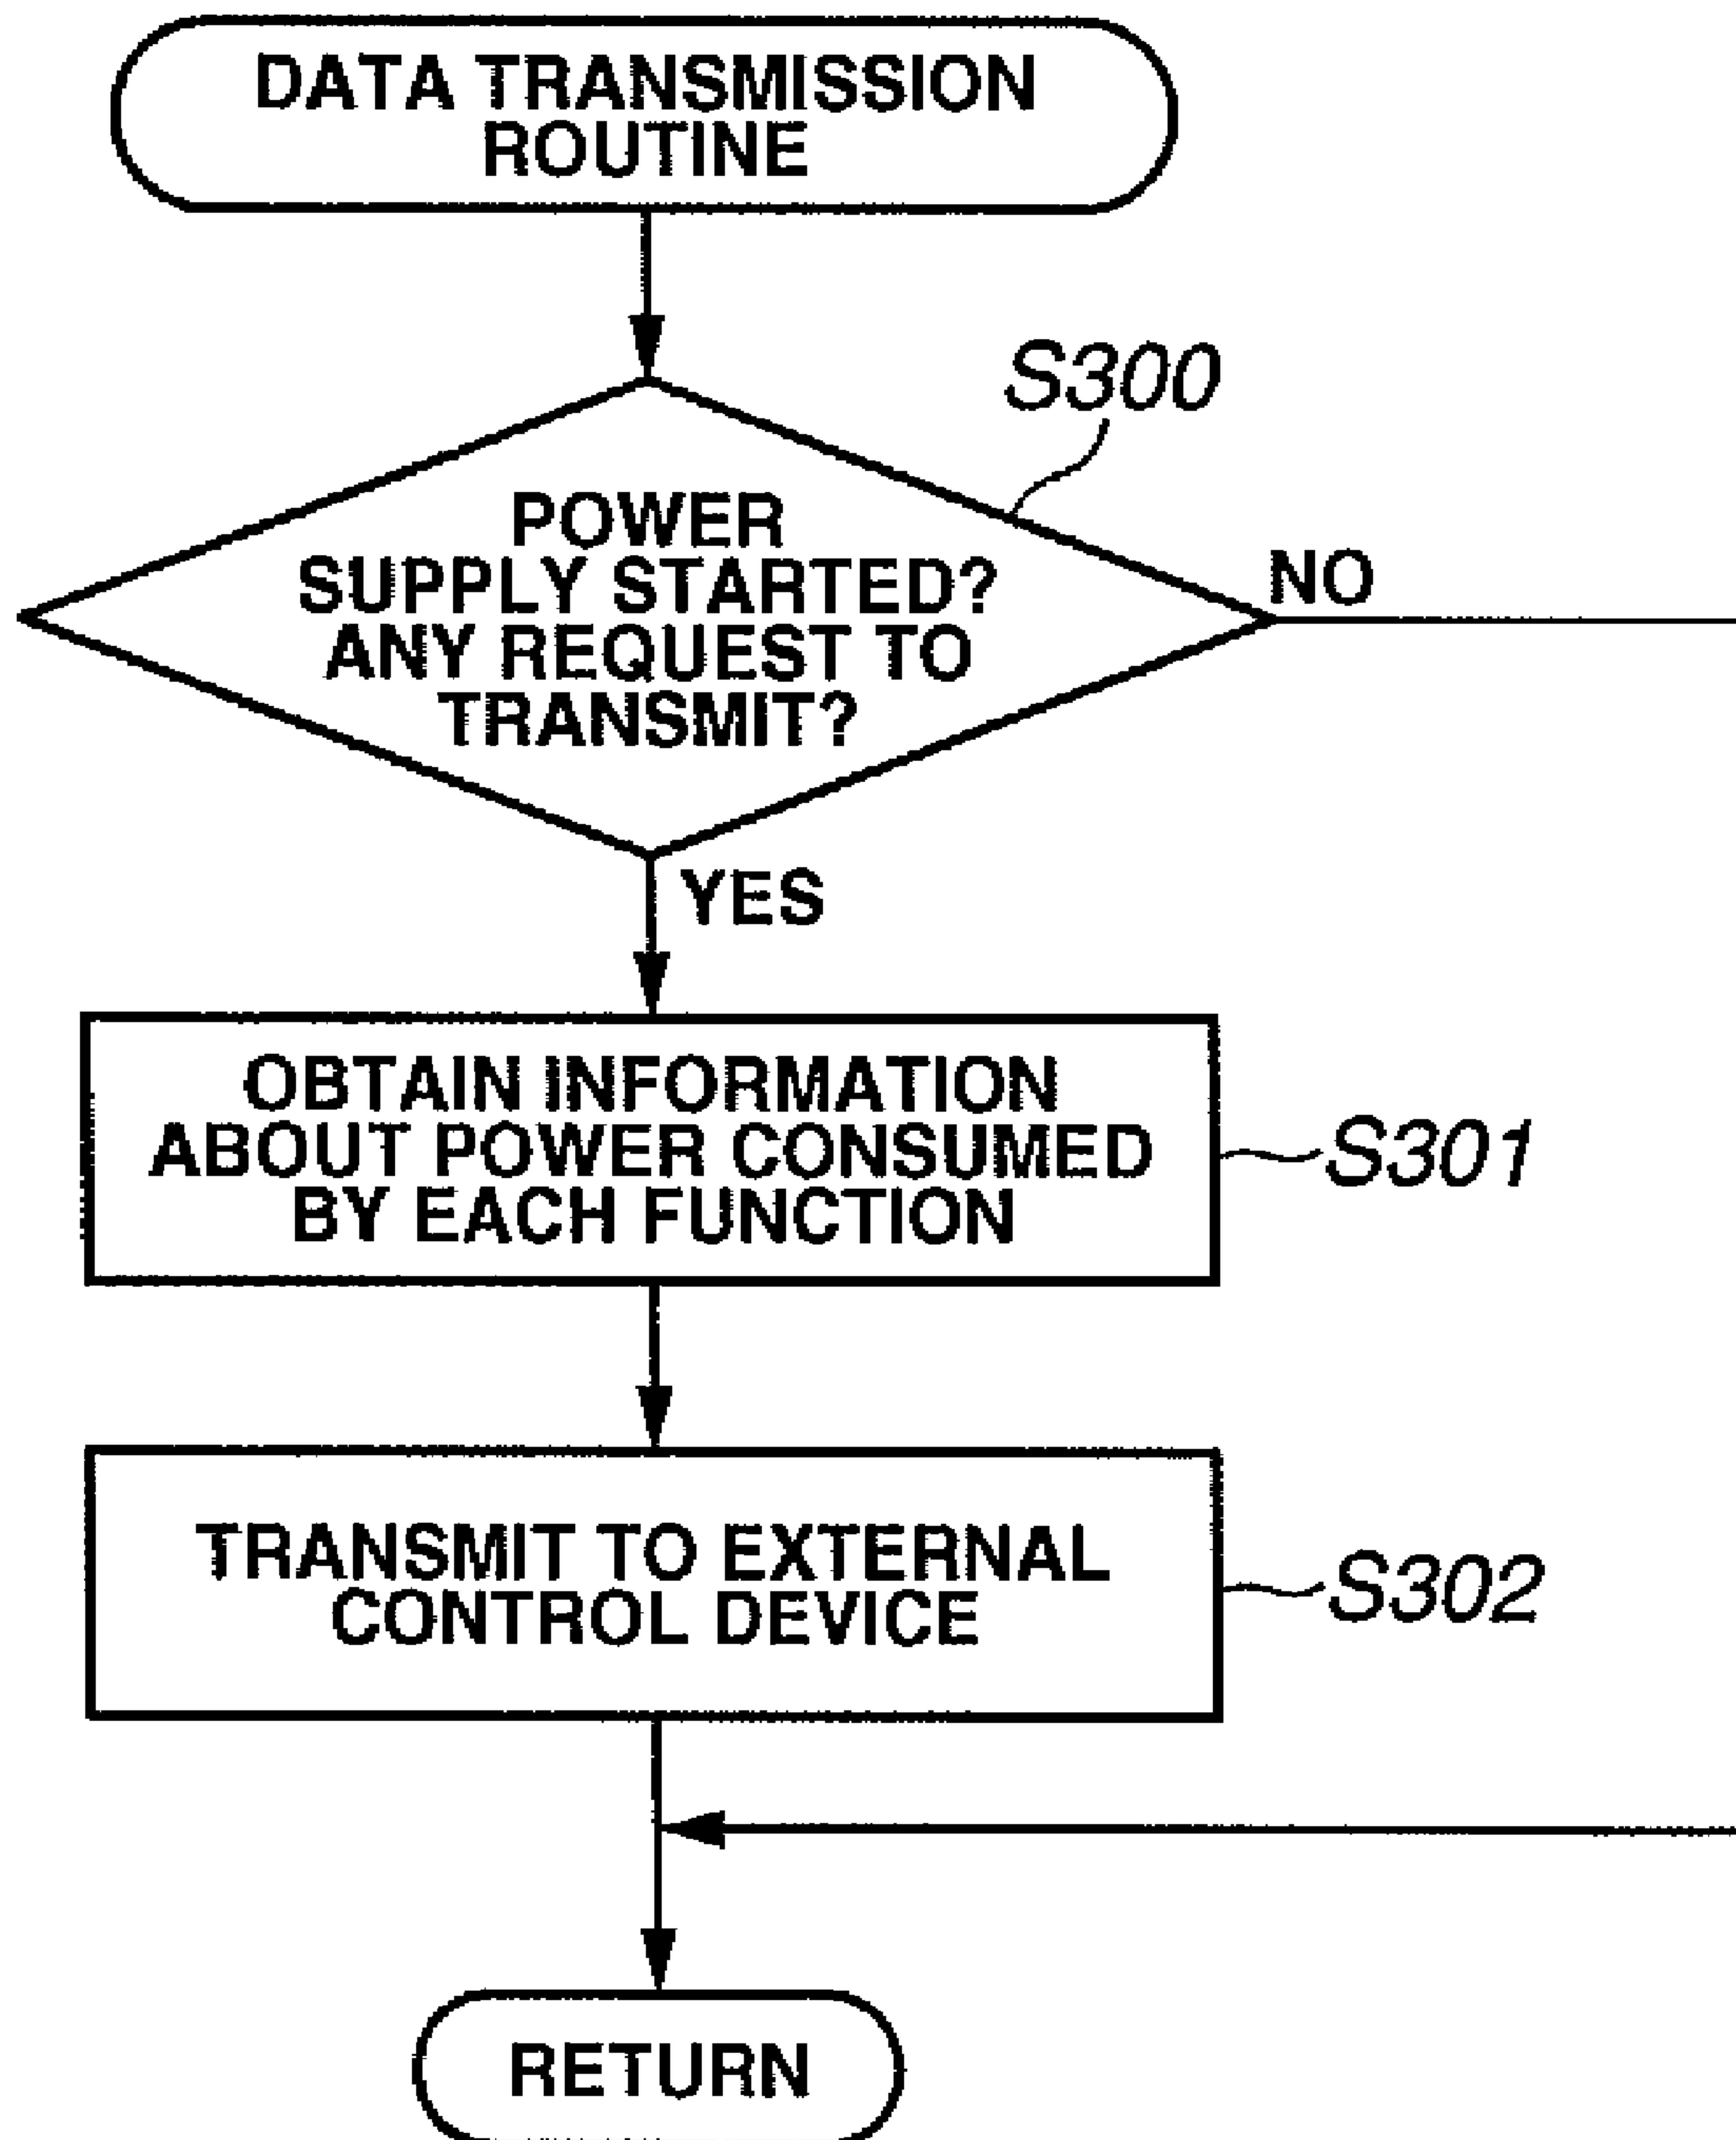 DATA TRANSMISSION
ROUTINE
S300
POWER
SUPPLY STARTED?
ANY REQUEST TO
TRANSMIT?
NO
YES
OBTAIN INFORMATION
ABOUT POWER CONSUMED
BY EACH FUNCTION
S301
TRANSMIT TO EXTERNAL
CONTROL DEVICE
S302
RETURN